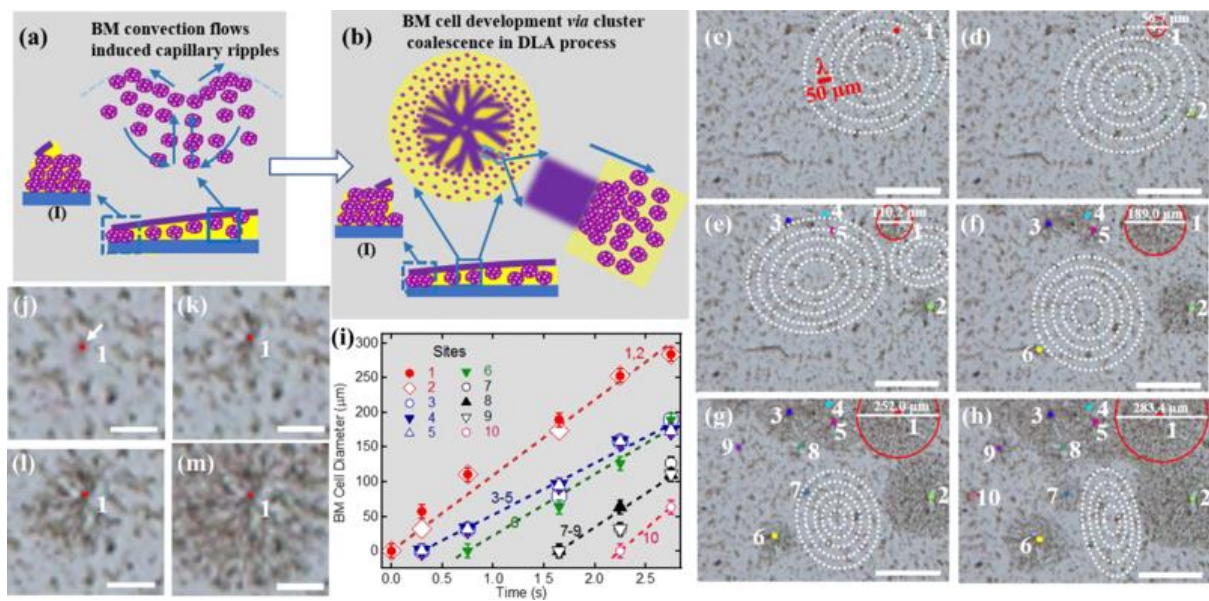 (a)
BM convection flows
induced capillary ripples
(I)
(b)
BM cell development via cluster
coalescence in DLA process
(I)
(c)
1
λ
50 μm
(d)
56.7 μm
1
2
(e)
3
4
5
110.2 μm
1
2
(f)
3
4
5
189.0 μm
1
2
6
(g)
3
4
5
252.0 μm
1
2
9
8
7
6
(h)
3
4
5
283.4 μm
1
2
9
8
10
7
6
(j)
1
(k)
1
(l)
1
(m)
1
(i)
BM Cell Diameter (μm)
300
250
200
150
100
50
0
Sites
1
2
3
4
5
6
7
8
9
10
1,2
3-5
6
7-9
10
0.0
0.5
1.0
1.5
2.0
2.5
Time (s)